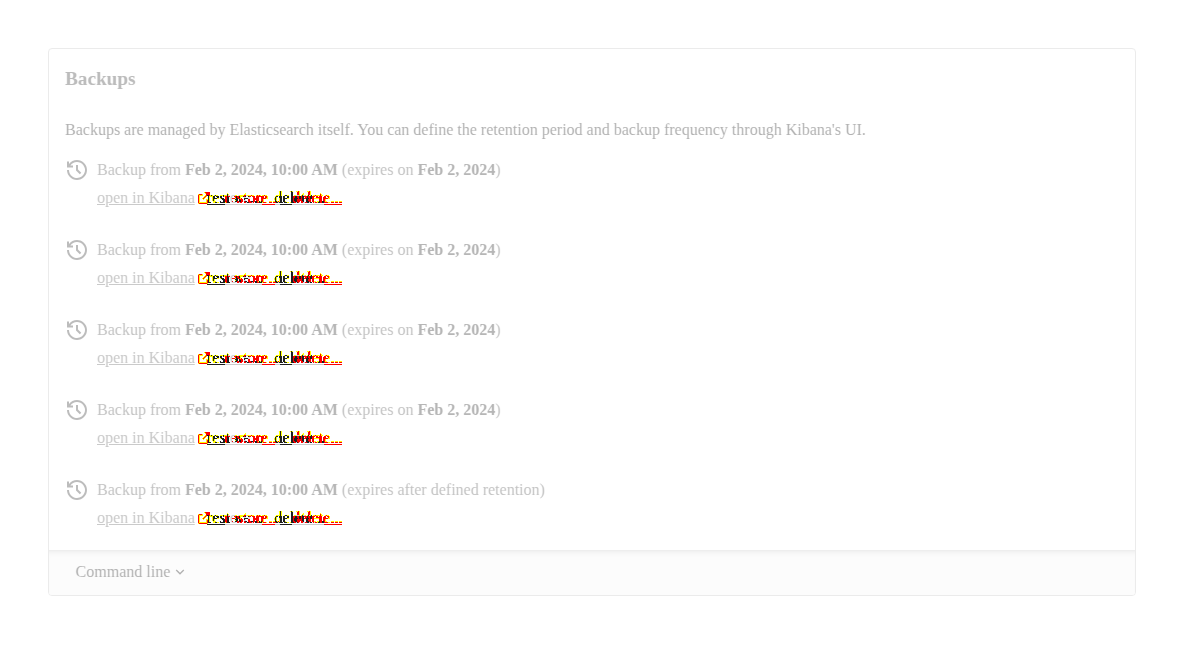 Backups
Backups are managed by Elasticsearch itself. You can define the retention period and backup frequency through Kibana's UI.
Backup from Feb 2, 2024, 10:00 AM (expires on Feb 2, 2024)
open in Kibana
Backup from Feb 2, 2024, 10:00 AM (expires on Feb 2, 2024)
open in Kibana
Backup from Feb 2, 2024, 10:00 AM (expires on Feb 2, 2024)
open in Kibana
Backup from Feb 2, 2024, 10:00 AM (expires on Feb 2, 2024)
open in Kibana
Backup from Feb 2, 2024, 10:00 AM (expires after defined retention)
open in Kibana
Command line